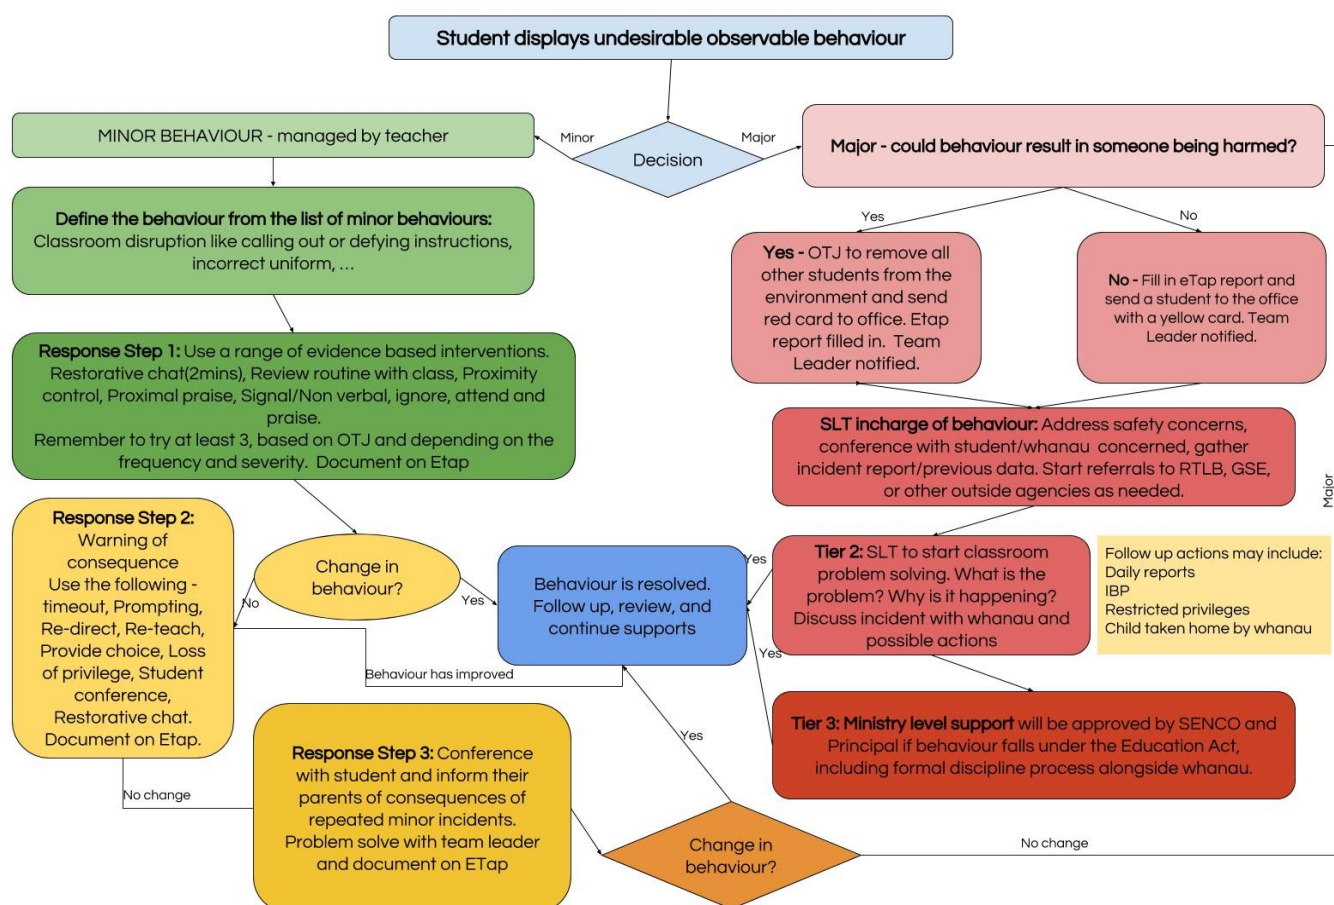 Student displays undesirable observable behaviour
MINOR BEHAVIOUR - managed by teacher
Minor
Decision
Major
Major - could behaviour result in someone being harmed?
Define the behaviour from the list of minor behaviours:
Classroom disruption like calling out or defying instructions,
incorrect uniform, ...
Yes
No
Yes - OTJ to remove all
other students from the
environment and send
red card to office. Etap
report filled in. Team
Leader notified.
No - Fill in eTap report and
send a student to the office
with a yellow card. Team
Leader notified.
Response Step 1: Use a range of evidence based interventions.
Restorative chat(2mins), Review routine with class, Proximity
control, Proximal praise, Signal/Non verbal, ignore, attend and
praise.
Remember to try at least 3, based on OTJ and depending on the
frequency and severity. Document on Etap
SLT incharge of behaviour: Address safety concerns,
conference with student/whanau concerned, gather
incident report/previous data. Start referrals to RTLB, GSE,
or other outside agencies as needed.
Major
Response Step 2:
Warning of
consequence
Use the following -
timeout, Prompting,
Re-direct, Re-teach,
Provide choice, Loss
of privilege, Student
conference,
Restorative chat.
Document on Etap.
Change in
behaviour?
No
Yes
Behaviour is resolved.
Follow up, review, and
continue supports
Yes
Tier 2: SLT to start classroom
problem solving. What is the
problem? Why is it happening?
Discuss incident with whanau and
possible actions
Follow up actions may include:
Daily reports
IBP
Restricted privileges
Child taken home by whanau
Behaviour has improved
Yes
Tier 3: Ministry level support will be approved by SENCO and
Principal if behaviour falls under the Education Act,
including formal discipline process alongside whanau.
No change
Response Step 3: Conference
with student and inform their
parents of consequences of
repeated minor incidents.
Problem solve with team leader
and document on ETap
Yes
Change in
behaviour?
No change